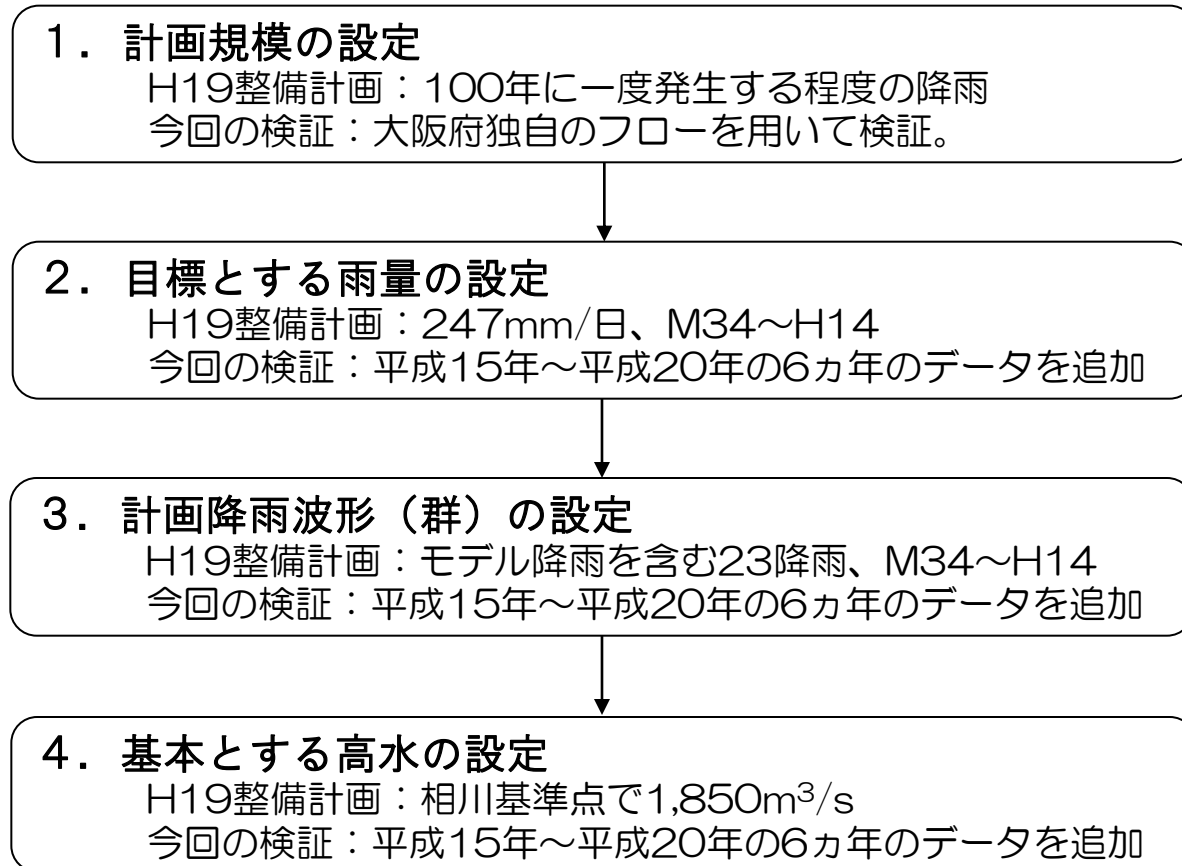 １．計画規模の設定
H19整備計画：100年に一度発生する程度の降雨
今回の検証：大阪府独自のフローを用いて検証。
２．目標とする雨量の設定
H19整備計画：247mm/日、M34～H14
今回の検証：平成15年～平成20年の6ヵ年のデータを追加
３．計画降雨波形（群）の設定
H19整備計画：モデル降雨を含む23降雨、M34～H14
今回の検証：平成15年～平成20年の6ヵ年のデータを追加
４．基本とする高水の設定
H19整備計画：相川基準点で1,850m³/s
今回の検証：平成15年～平成20年の6ヵ年のデータを追加